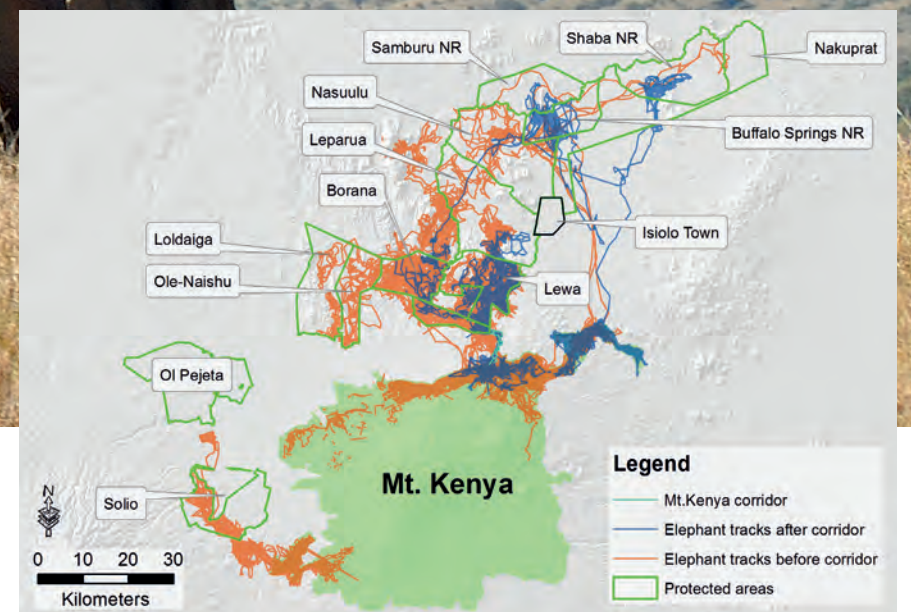 Samburu NR
Shaba NR
Nakuprat
Nasuulu
Buffalo Springs NR
Leparua
Borana
Isiolo Town
Loldaiga
Ole-Naishu
Lewa
Ol Pejeta
Mt. Kenya
Solio
N
0 10 20 30
Kilometers
Legend
Mt.Kenya corridor
Elephant tracks after corridor
Elephant tracks before corridor
Protected areas